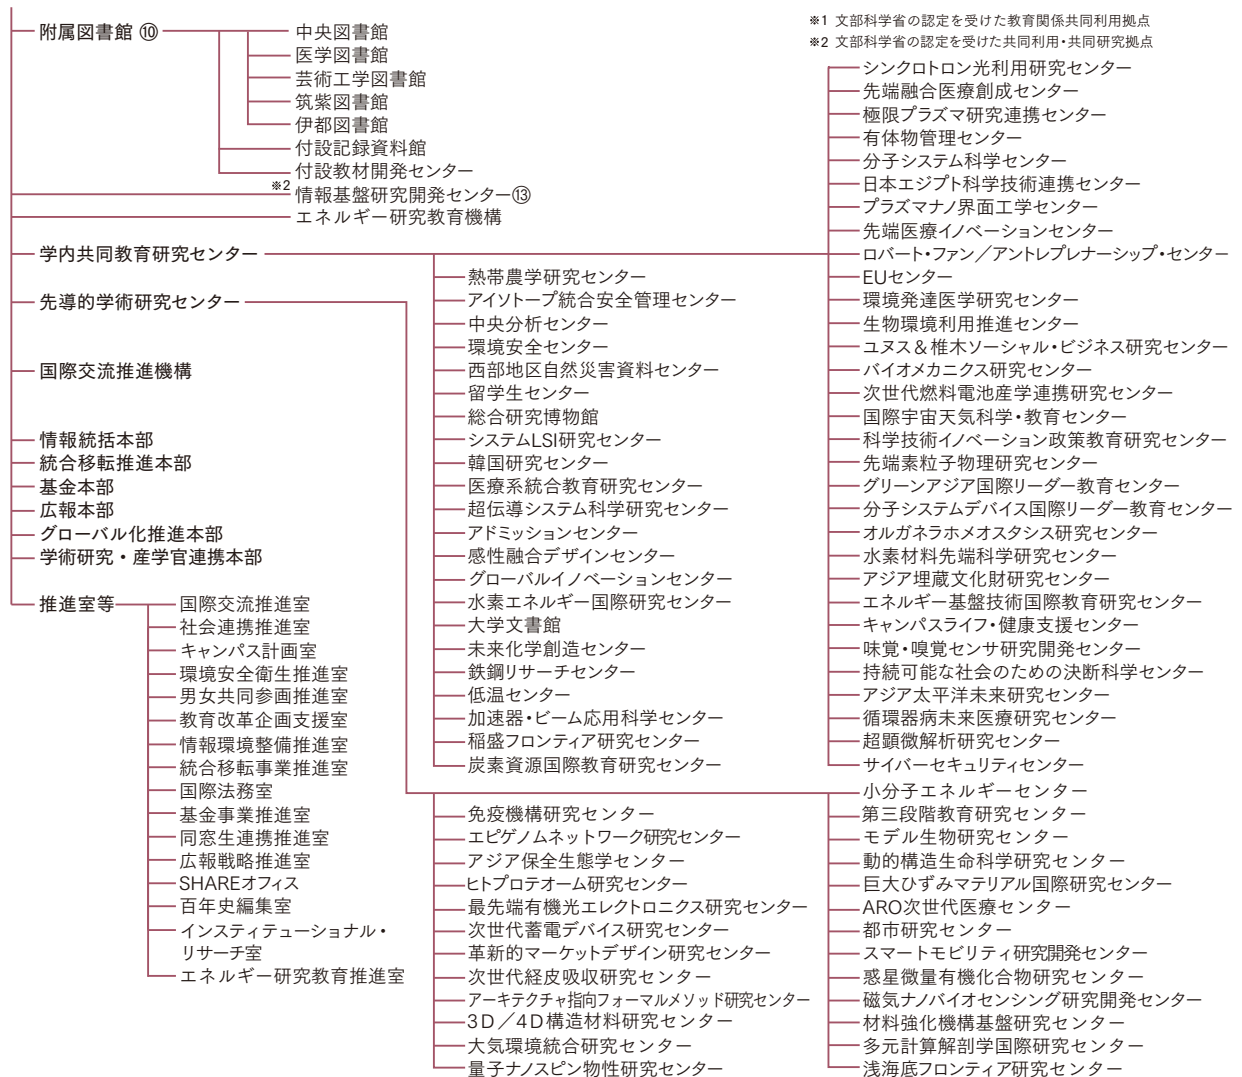 附属図書館 ⑩
中央図書館
医学図書館
芸術工学図書館
筑紫図書館
伊都図書館
付設記録資料館
付設教材開発センター
※2 情報基盤研究開発センター⑬
エネルギー研究教育機構
学内共同教育研究センター
先導的学術研究センター
国際交流推進機構
情報統括本部
統合移転推進本部
基金本部
広報本部
グローバル化推進本部
学術研究・産学官連携本部
推進室等
国際交流推進室
社会連携推進室
キャンパス計画室
環境安全衛生推進室
男女共同参画推進室
教育改革企画支援室
情報環境整備推進室
統合移転事業推進室
国際法務室
基金事業推進室
同窓生連携推進室
広報戦略推進室
SHAREオフィス
百年史編集室
インスティテューショナル・
リサーチ室
エネルギー研究教育推進室
熱帯農学研究センター
アイソトープ統合安全管理センター
中央分析センター
環境安全センター
西部地区自然災害資料センター
留学生センター
総合研究博物館
システムLSI研究センター
韓国研究センター
医療系統合教育研究センター
超伝導システム科学研究センター
アドミッションセンター
感性融合デザインセンター
グローバルイノベーションセンター
水素エネルギー国際研究センター
大学文書館
未来化学創造センター
鉄鋼リサーチセンター
低温センター
加速器・ビーム応用科学センター
稲盛フロンティア研究センター
炭素資源国際教育研究センター
免疫機構研究センター
エピゲノムネットワーク研究センター
アジア保全生態学センター
ヒトプロテオーム研究センター
最先端有機光エレクトロニクス研究センター
次世代蓄電デバイス研究センター
革新的マーケットデザイン研究センター
次世代経皮吸収研究センター
アーキテクチャ指向フォーマルメソッド研究センター
3D／4D構造材料研究センター
大気環境統合研究センター
量子ナノスピン物性研究センター
※1 文部科学省の認定を受けた教育関係共同利用拠点
※2 文部科学省の認定を受けた共同利用・共同研究拠点
シンクロトロン光利用研究センター
先端融合医療創成センター
極限プラズマ研究連携センター
有体物管理センター
分子システム科学センター
日本エジプト科学技術連携センター
プラズマナノ界面工学センター
先端医療イノベーションセンター
ロバート・ファン／アントレプレナーシップ・センター
EUセンター
環境発達医学研究センター
生物環境利用推進センター
ユヌス＆椎木ソーシャル・ビジネス研究センター
バイオメカニクス研究センター
次世代燃料電池産学連携研究センター
国際宇宙天気科学・教育センター
科学技術イノベーション政策教育研究センター
先端素粒子物理研究センター
グリーンアジア国際リーダー教育センター
分子システムデバイス国際リーダー教育センター
オルガネラホメオスタシス研究センター
水素材料先端科学研究センター
アジア埋蔵文化財研究センター
エネルギー基盤技術国際教育研究センター
キャンパスライフ・健康支援センター
味覚・嗅覚センサ研究開発センター
持続可能な社会のための決断科学センター
アジア太平洋未来研究センター
循環器病未来医療研究センター
超顕微解析研究センター
サイバーセキュリティセンター
小分子エネルギーセンター
第三段階教育研究センター
モデル生物研究センター
動的構造生命科学研究センター
巨大ひずみマテリアル国際研究センター
ARO次世代医療センター
都市研究センター
スマートモビリティ研究開発センター
惑星微量有機化合物研究センター
磁気ナノバイオセンシング研究開発センター
材料強化機構基盤研究センター
多元計算解剖学国際研究センター
浅海底フロンティア研究センター